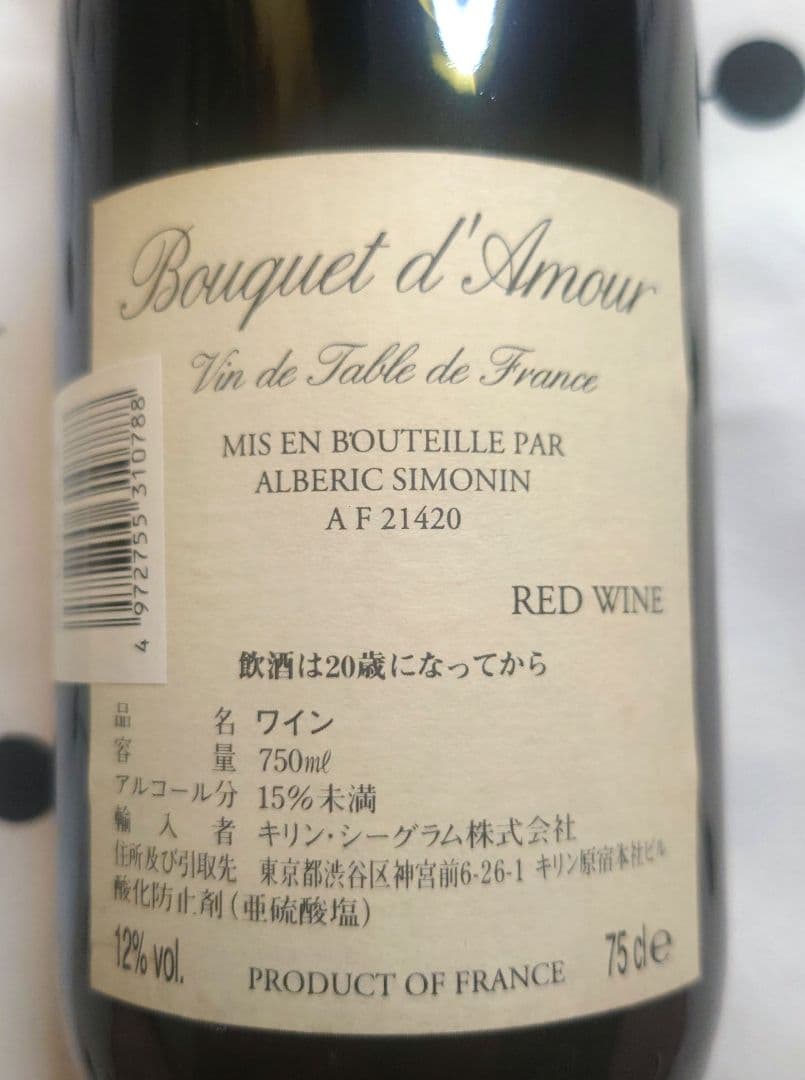 Bouquet d'Amour
Vin de Table de France
MIS EN BOUTEILLE PAR
ALBERIC SIMONIN
A F 21420
4 972755 310788
RED WINE
飲酒は20歳になってから
品名 ワイン
容量 750mℓ
アルコール分 15%未満
輸入者 キリン・シーグラム株式会社
住所及び引取先 東京都渋谷区神宮前6-26-1 キリン原宿本社ビル
酸化防止剤(亜硫酸塩)
12% vol. PRODUCT OF FRANCE 75 cl e